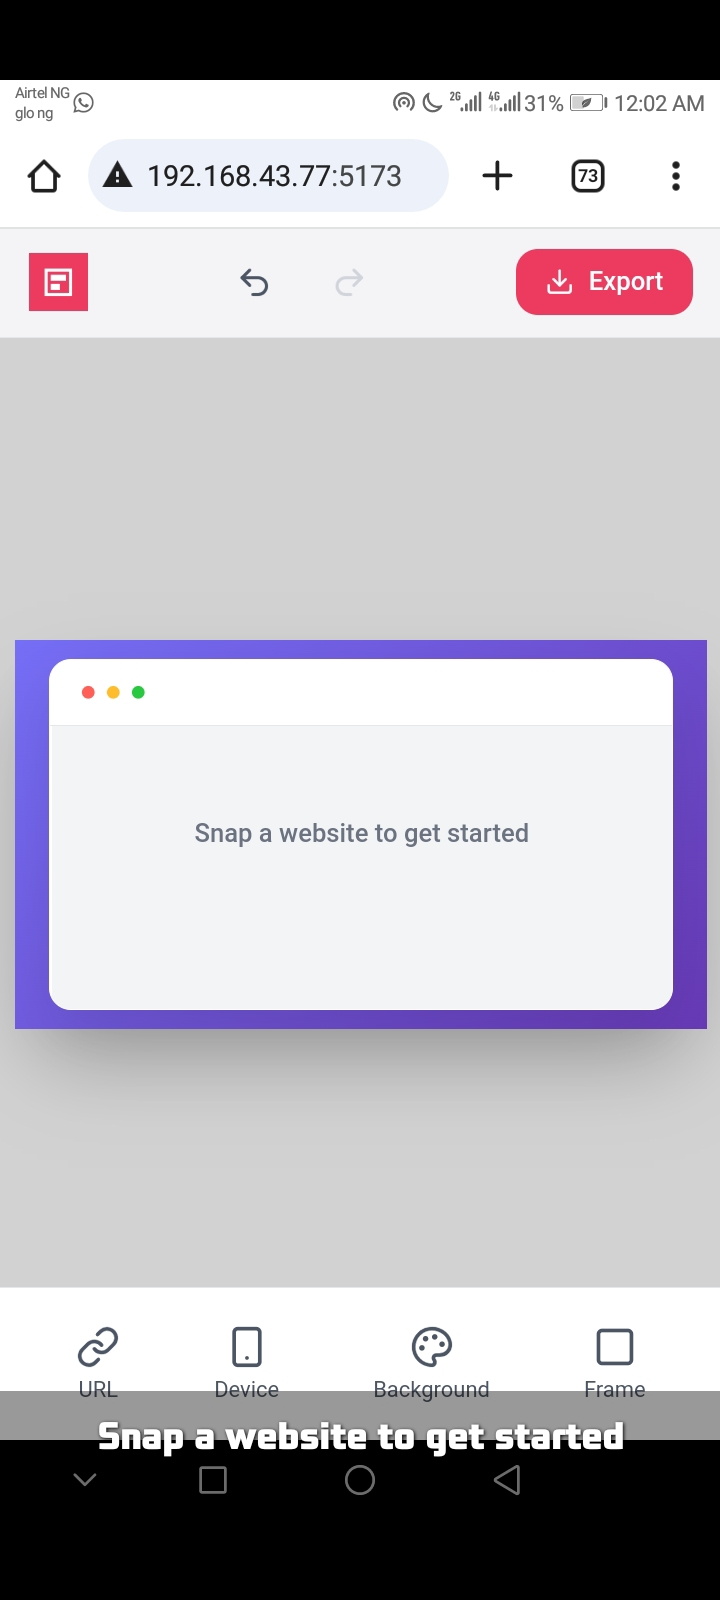 Airtel NG
glo ng
2G 4G 31% 12:02 AM
192.168.43.77:5173
73
Export
Snap a website to get started
URL Device Background Frame
Snap a website to get started